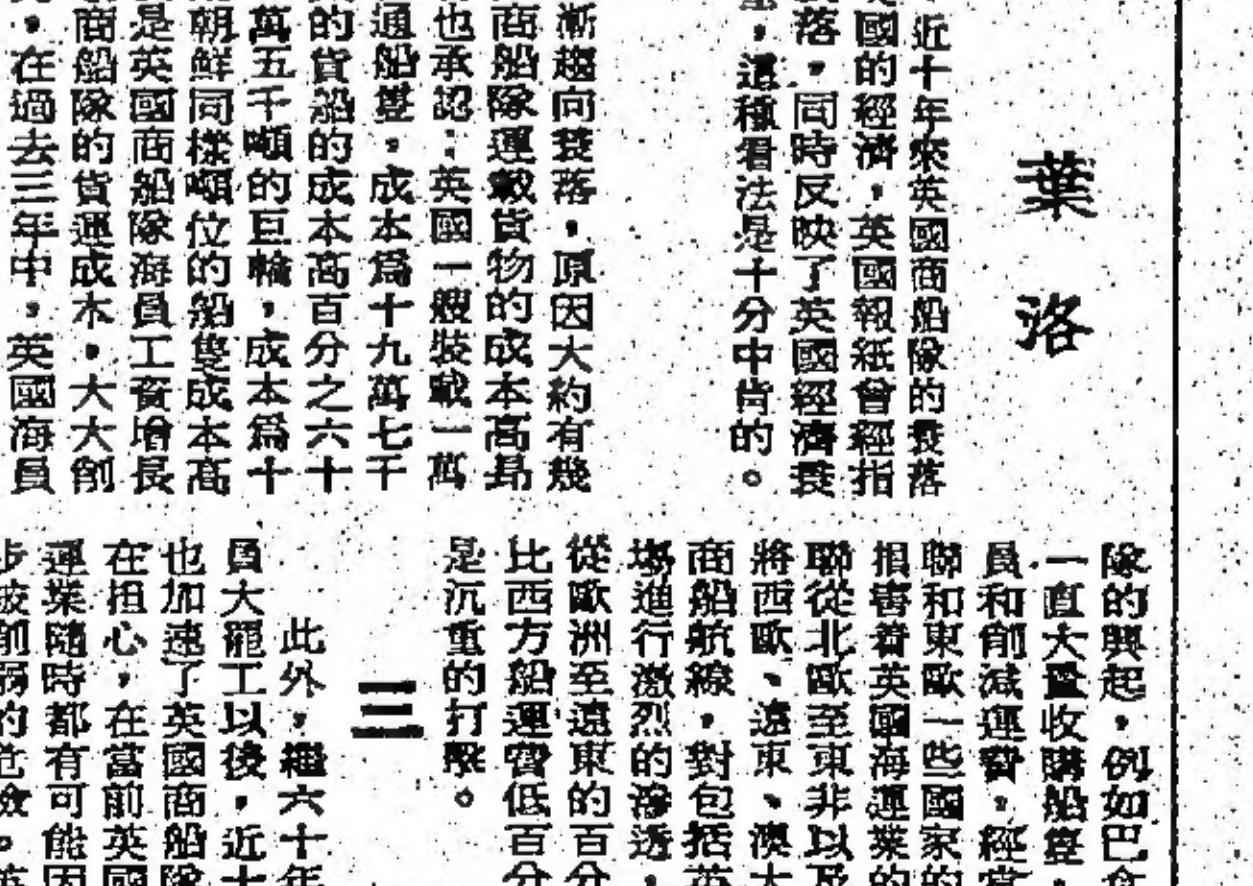 葉洛
近十年來英國商船隊的衰落
國的經濟，英國報紙曾經指
落，同時反映了英國經濟衰
，這種看法是十分中肯的。
漸趨向衰落，原因大約有幾
商船隊運載貨物的成本高昂
也承認：英國一艘裝載一萬
通船隻，成本爲十九萬七千
的貨船的成本高百分之六十
萬五千噸的巨輪，成本爲十
朝鮮同樣噸位的船隻成本高
是英國商船隊海員工資增長
商船隊的貨運成本，大大削
，在過去三年中，英國海員
隊的興起，例如巴
一直大量收購船隻，
員和削減運費，經常
聯和東歐一些國家的
損害着英國海運業的
聯從北歐至東非以及
將西歐、遠東、澳大
商船航線，對包括英
場進行激烈的滲透，
從歐洲至遠東的百分
比西方船運費低百分
是沉重的打擊。
三
此外，繼六十年
員大罷工以後，近十
也加速了英國商船隊
在担心，在當前英國
運業隨時都有可能因
步被削弱的危險。英